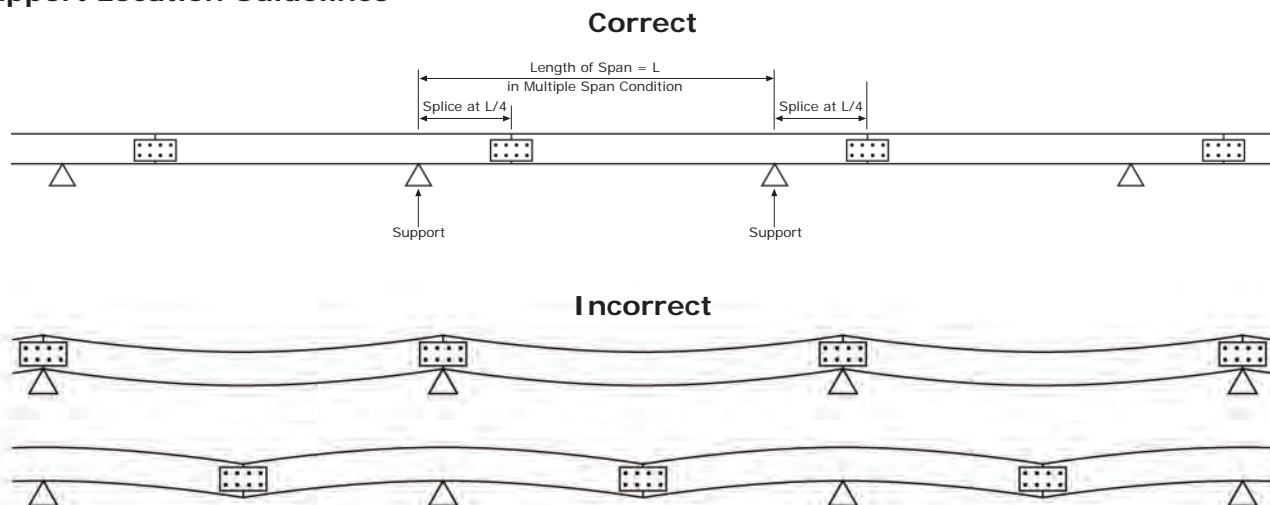 Correct
Length of Span = L
in Multiple Span Condition
Splice at L/4
Splice at L/4
Support
Support
Incorrect